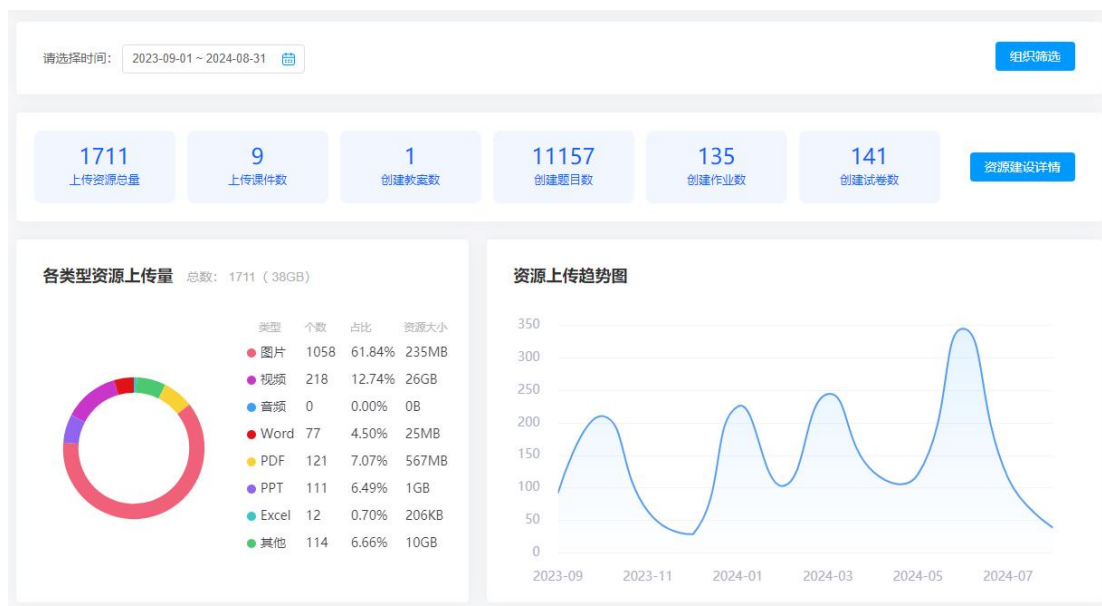 请选择时间： 2023-09-01 ~ 2024-08-31 组织筛选
1711 9 1 11157 135 141
上传资源总量 上传课件数 创建教案数 创建题目数 创建作业数 创建试卷数 资源建设详情
各类型资源上传量 总数： 1711（38GB）
类型 个数 占比 资源大小
图片 1058 61.84% 235MB
视频 218 12.74% 26GB
音频 0 0.00% 0B
Word 77 4.50% 25MB
PDF 121 7.07% 567MB
PPT 111 6.49% 1GB
Excel 12 0.70% 206KB
其他 114 6.66% 10GB
资源上传趋势图
350
300
250
200
150
100
50
0
2023-09 2023-11 2024-01 2024-03 2024-05 2024-07